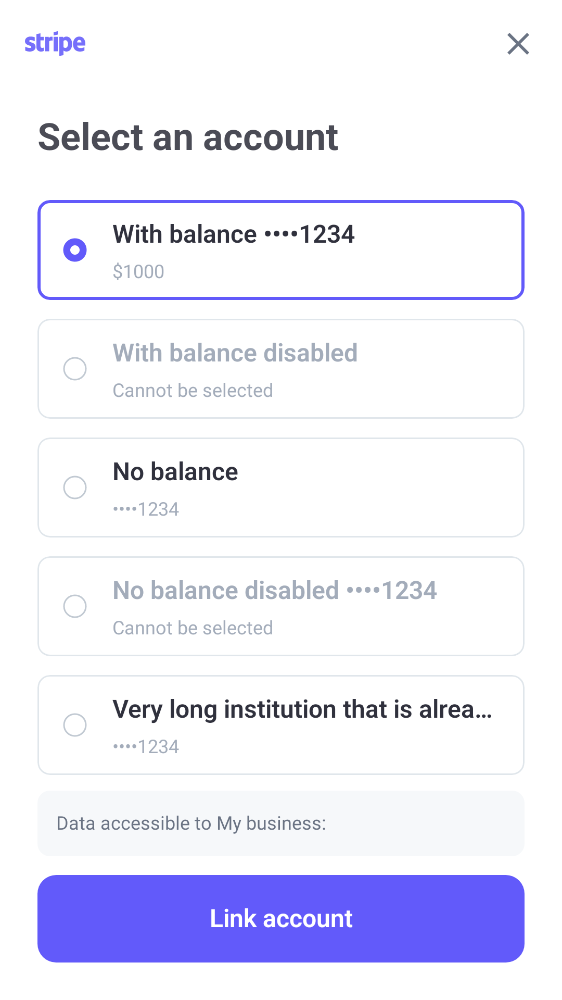 stripe
Select an account
With balance ••••1234
$1000
With balance disabled
Cannot be selected
No balance
••••1234
No balance disabled ••••1234
Cannot be selected
Very long institution that is alrea...
••••1234
Data accessible to My business:
Link account